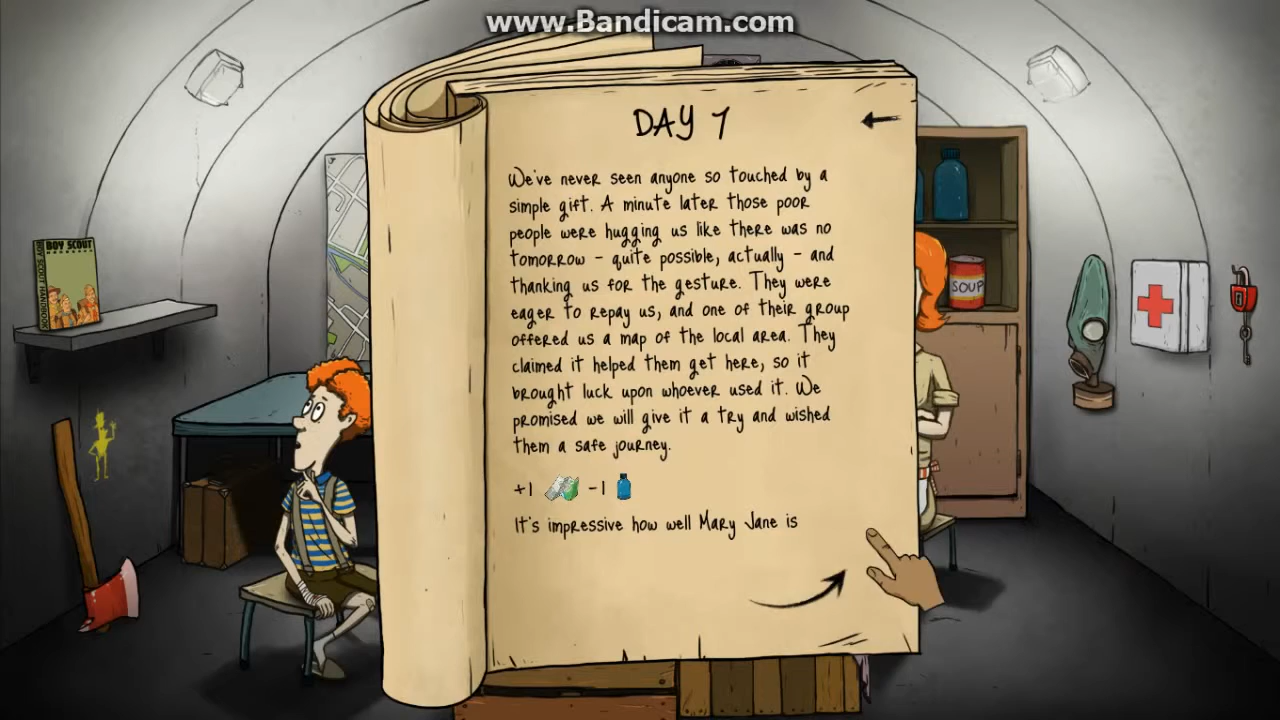 www.Bandicam.com
DAY 7
We've never seen anyone so touched by a
simple gift. A minute later those poor
people were hugging us like there was no
tomorrow - quite possible, actually - and
thanking us for the gesture. They were
eager to repay us, and one of their group
offered us a map of the local area. They
claimed it helped them get here, so it
brought luck upon whoever used it. We
promised we will give it a try and wished
them a safe journey.
+1 -1
It's impressive how well Mary Jane is
BOY SCOUT
BOY SCOUT HANDBOOK
SOUP